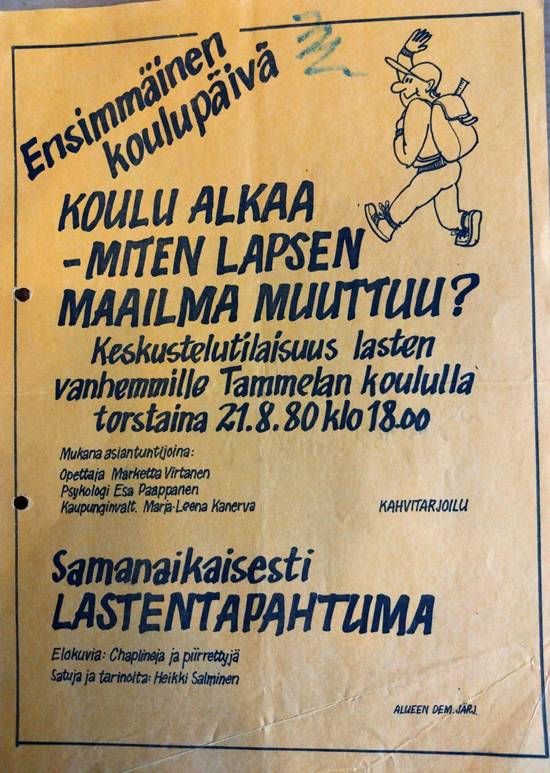 Ensimmäinen
koulupäivä
KOULU ALKAA
-MITEN LAPSEN
MAAILMA MUUTTUU?
Keskustelutilaisuus lasten
vanhemmille Tammelan koululla
torstaina 21.8.80 klo 18.00
Mukana asiantuntijoina:
Opettaja Marketta Virtanen
Psykologi Esa Paappanen
Kaupunginvalt. Marja-Leena Kanerva
KAHVITARJOILU
Samanaikaisesti
LASTENTAPAHTUMA
Elokuvia: Chaplineja ja piirrettyjä
Satuja ja tarinoita: Heikki Salminen
ALUEEN DEM. JÄRJ.